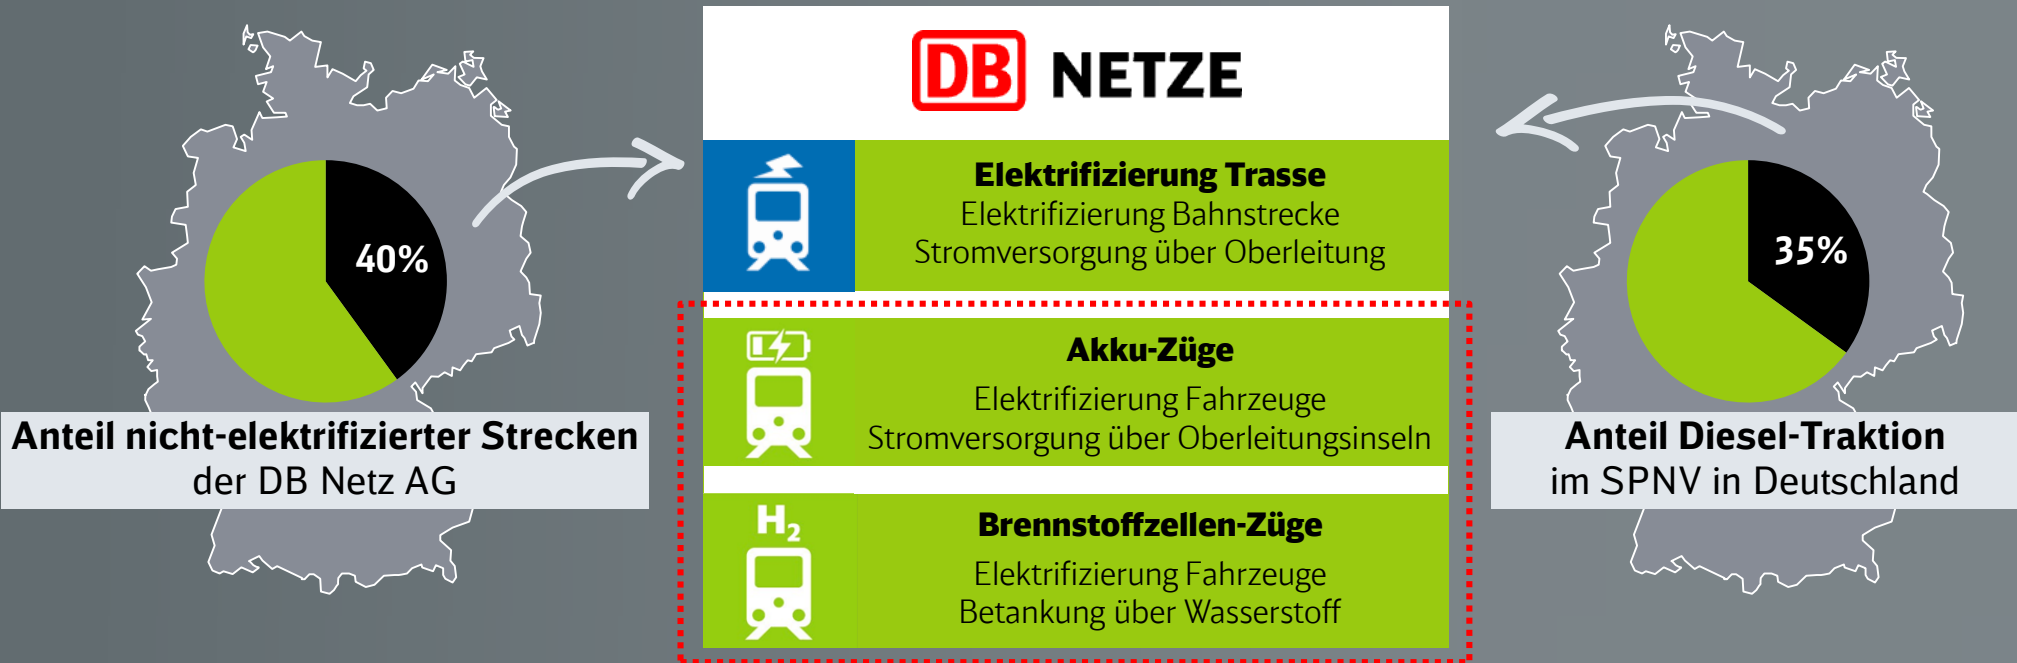 40%
Anteil nicht-elektrifizierter Strecken
der DB Netz AG
DB NETZE
Elektrifizierung Trasse
Elektrifizierung Bahnstrecke
Stromversorgung über Oberleitung
Akku-Züge
Elektrifizierung Fahrzeuge
Stromversorgung über Oberleitungsinseln
H₂
Brennstoffzellen-Züge
Elektrifizierung Fahrzeuge
Betankung über Wasserstoff
35%
Anteil Diesel-Traktion
im SPNV in Deutschland